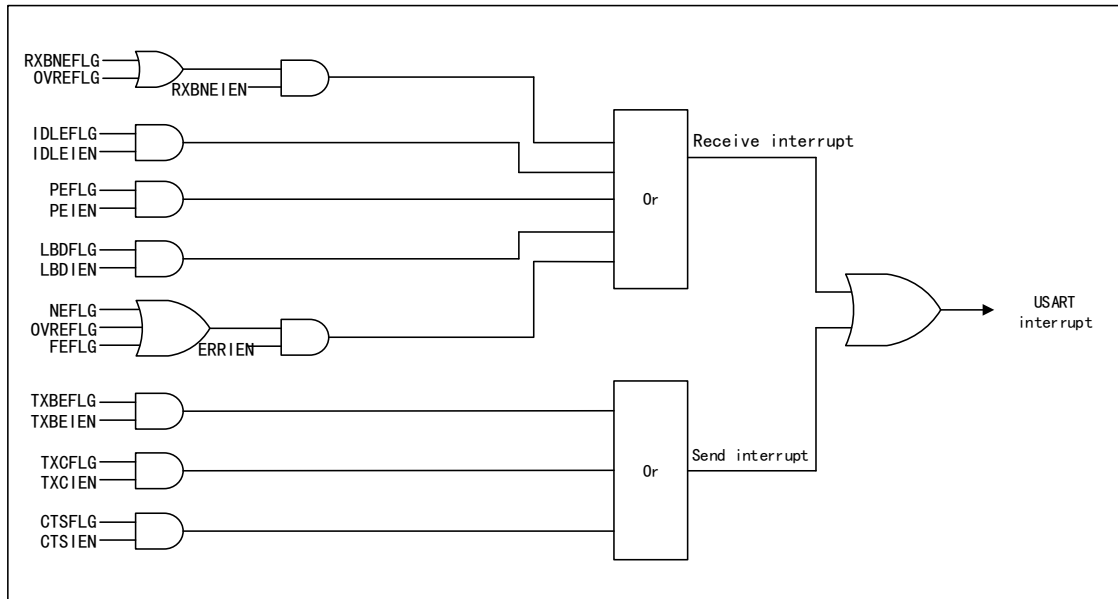 RXBNEFLG
OVREFLG
RXBNEIEN
IDLEFLG
IDLEIEN
PEFLG
PEIEN
LBDFLG
LBDIEN
NEFLG
OVREFLG
FEFLG
ERRIEN
TXBEFLG
TXBEIEN
TXCFLG
TXCIEN
CTSFLG
CTSIEN
Or
Receive interrupt
Or
Send interrupt
USART
interrupt